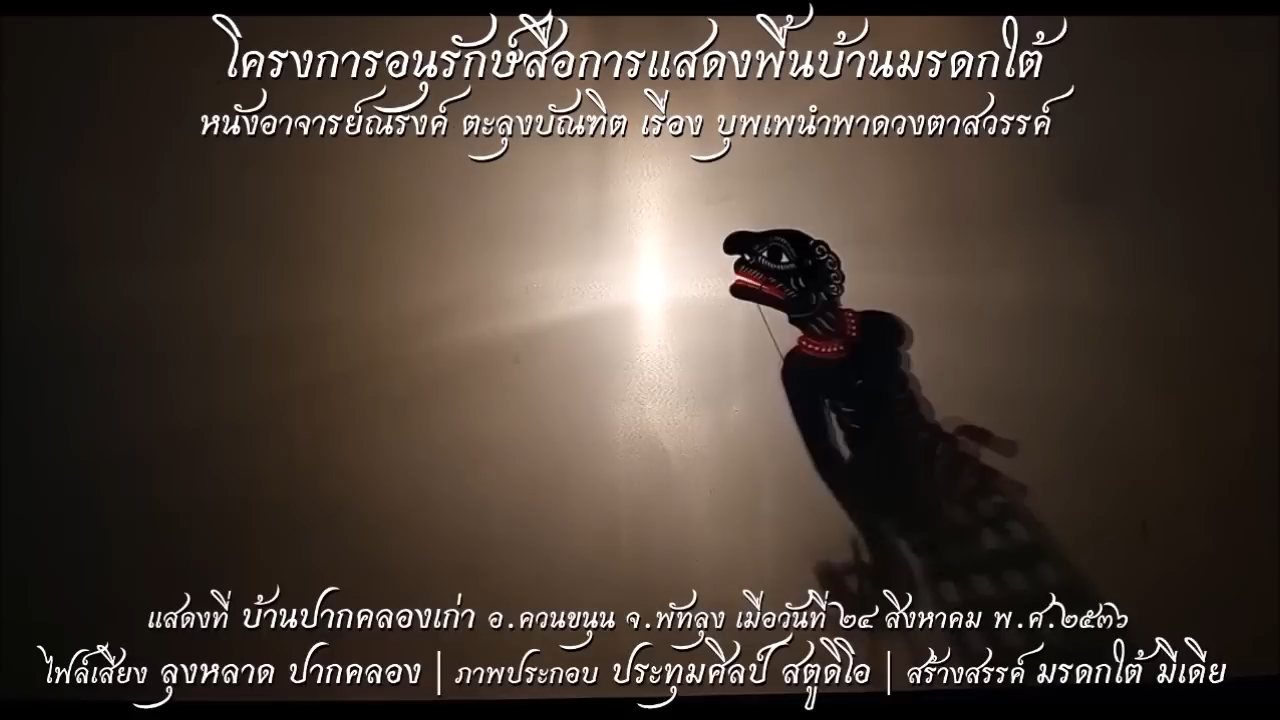 โครงการอนุรักษ์สื่อการแสดงพื้นบ้านมรดกใต้
หนังอาจารย์ณรงค์ ตะลุงบัณฑิต เรื่อง บุพเพนำพาดวงตาสวรรค์
แสดงที่ บ้านปากคลองเก่า อ.ควนขนุน จ.พัทลุง เมื่อวันที่ ๒๔ สิงหาคม พ.ศ.๒๕๓๖
ไฟล์เสียง ลุงหลาด ปากคลอง | ภาพประกอบ ประทุมศิลป์ สตูดิโอ | สร้างสรรค์ มรดกใต้ มีเดีย